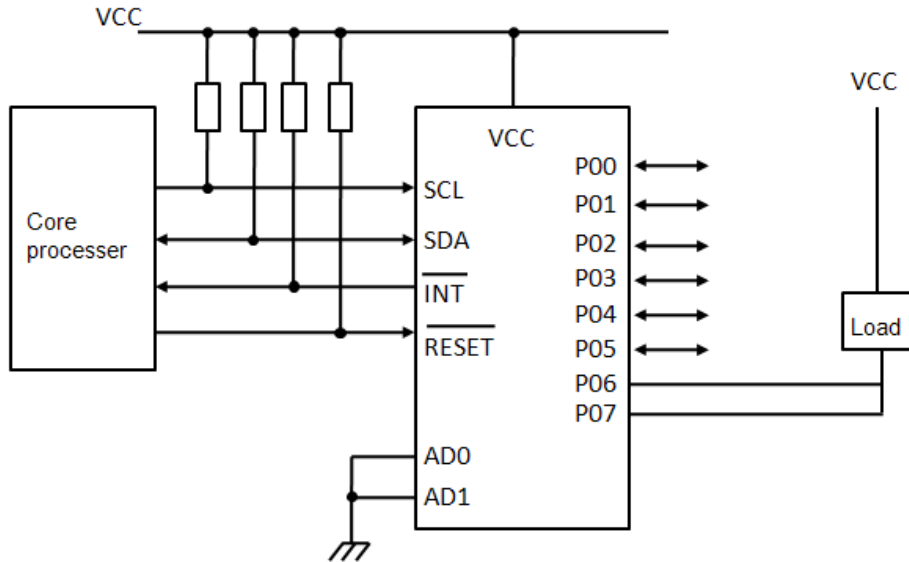 VCC
Core
processer
SCL
SDA
INT
RESET
AD0
AD1
VCC
P00
P01
P02
P03
P04
P05
P06
P07
VCC
Load